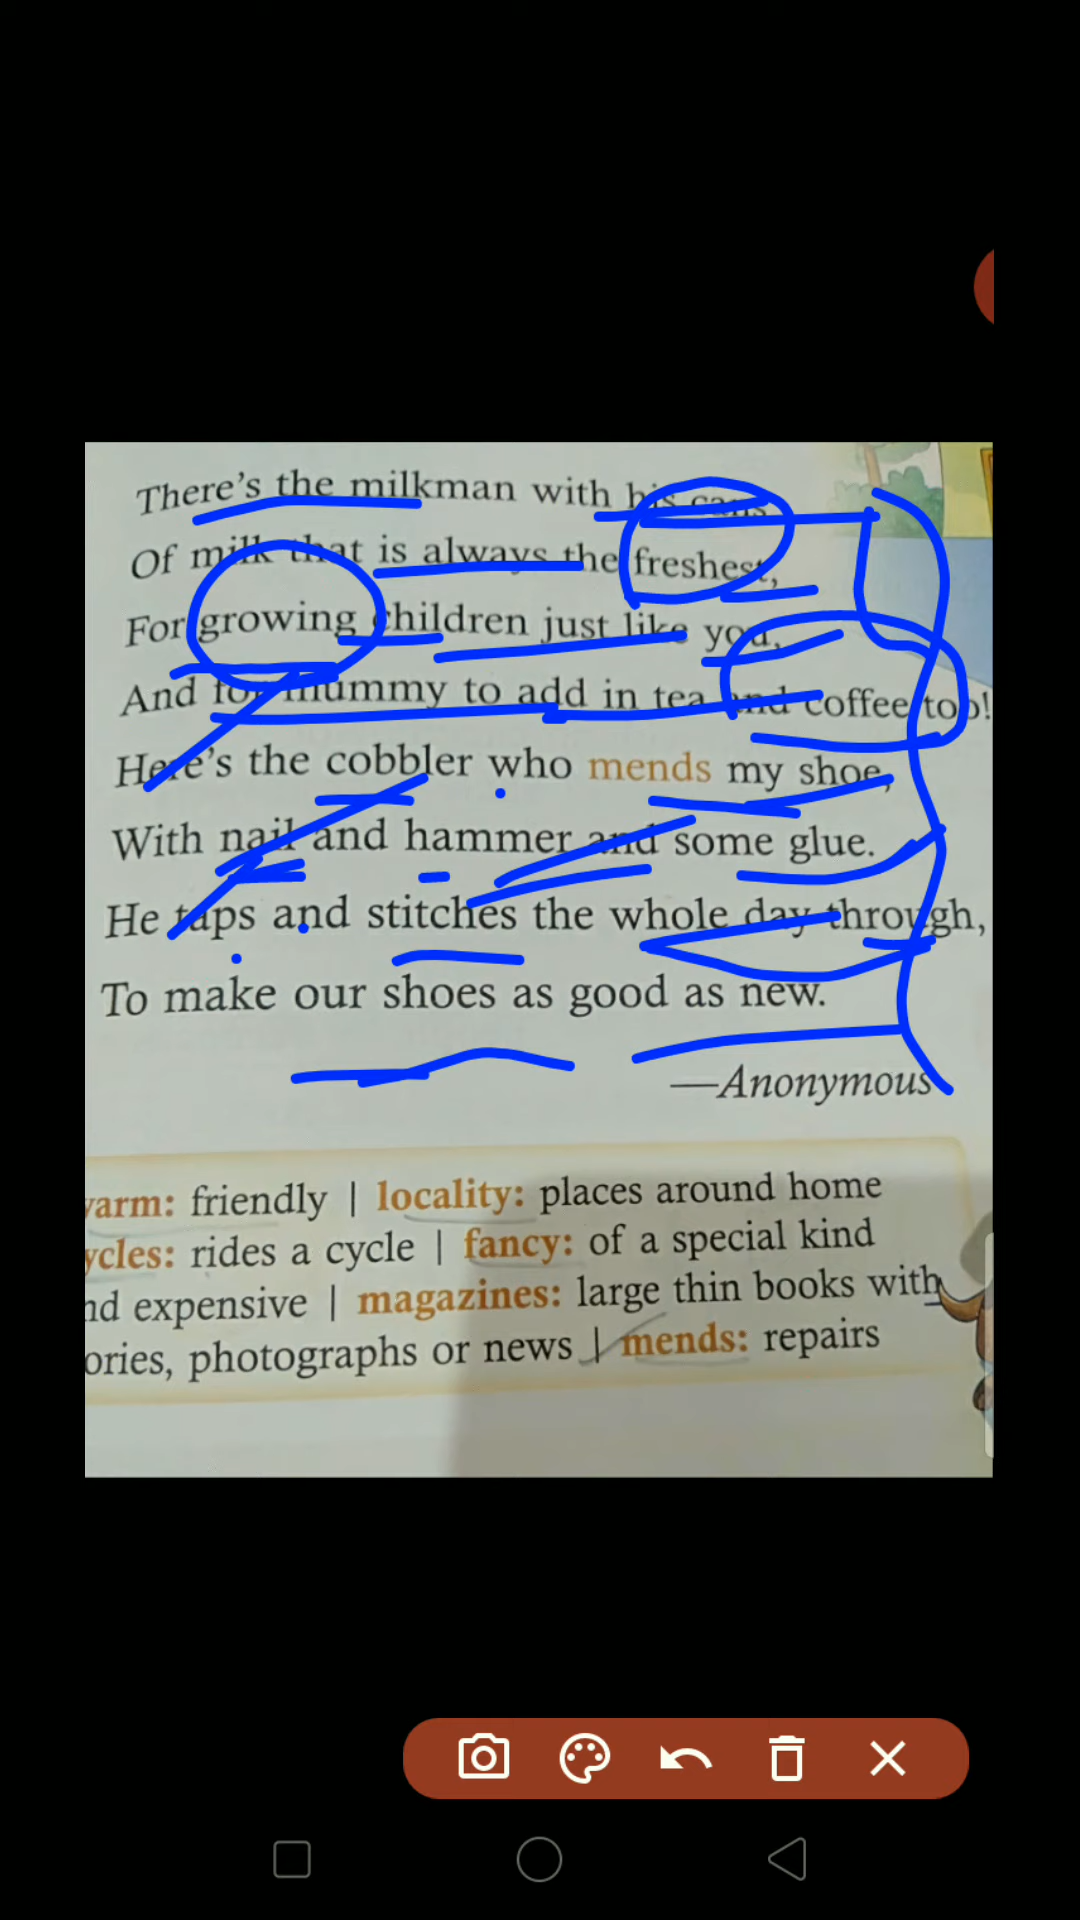 There's the milkman with his cans
Of milk that is always the freshest,
For growing children just like you,
And for mummy to add in tea and coffee too!
Here's the cobbler who mends my shoe,
With nail and hammer and some glue.
He taps and stitches the whole day through,
To make our shoes as good as new.
—Anonymous
warm: friendly | locality: places around home
ycles: rides a cycle | fancy: of a special kind
nd expensive | magazines: large thin books with
ories, photographs or news | mends: repairs